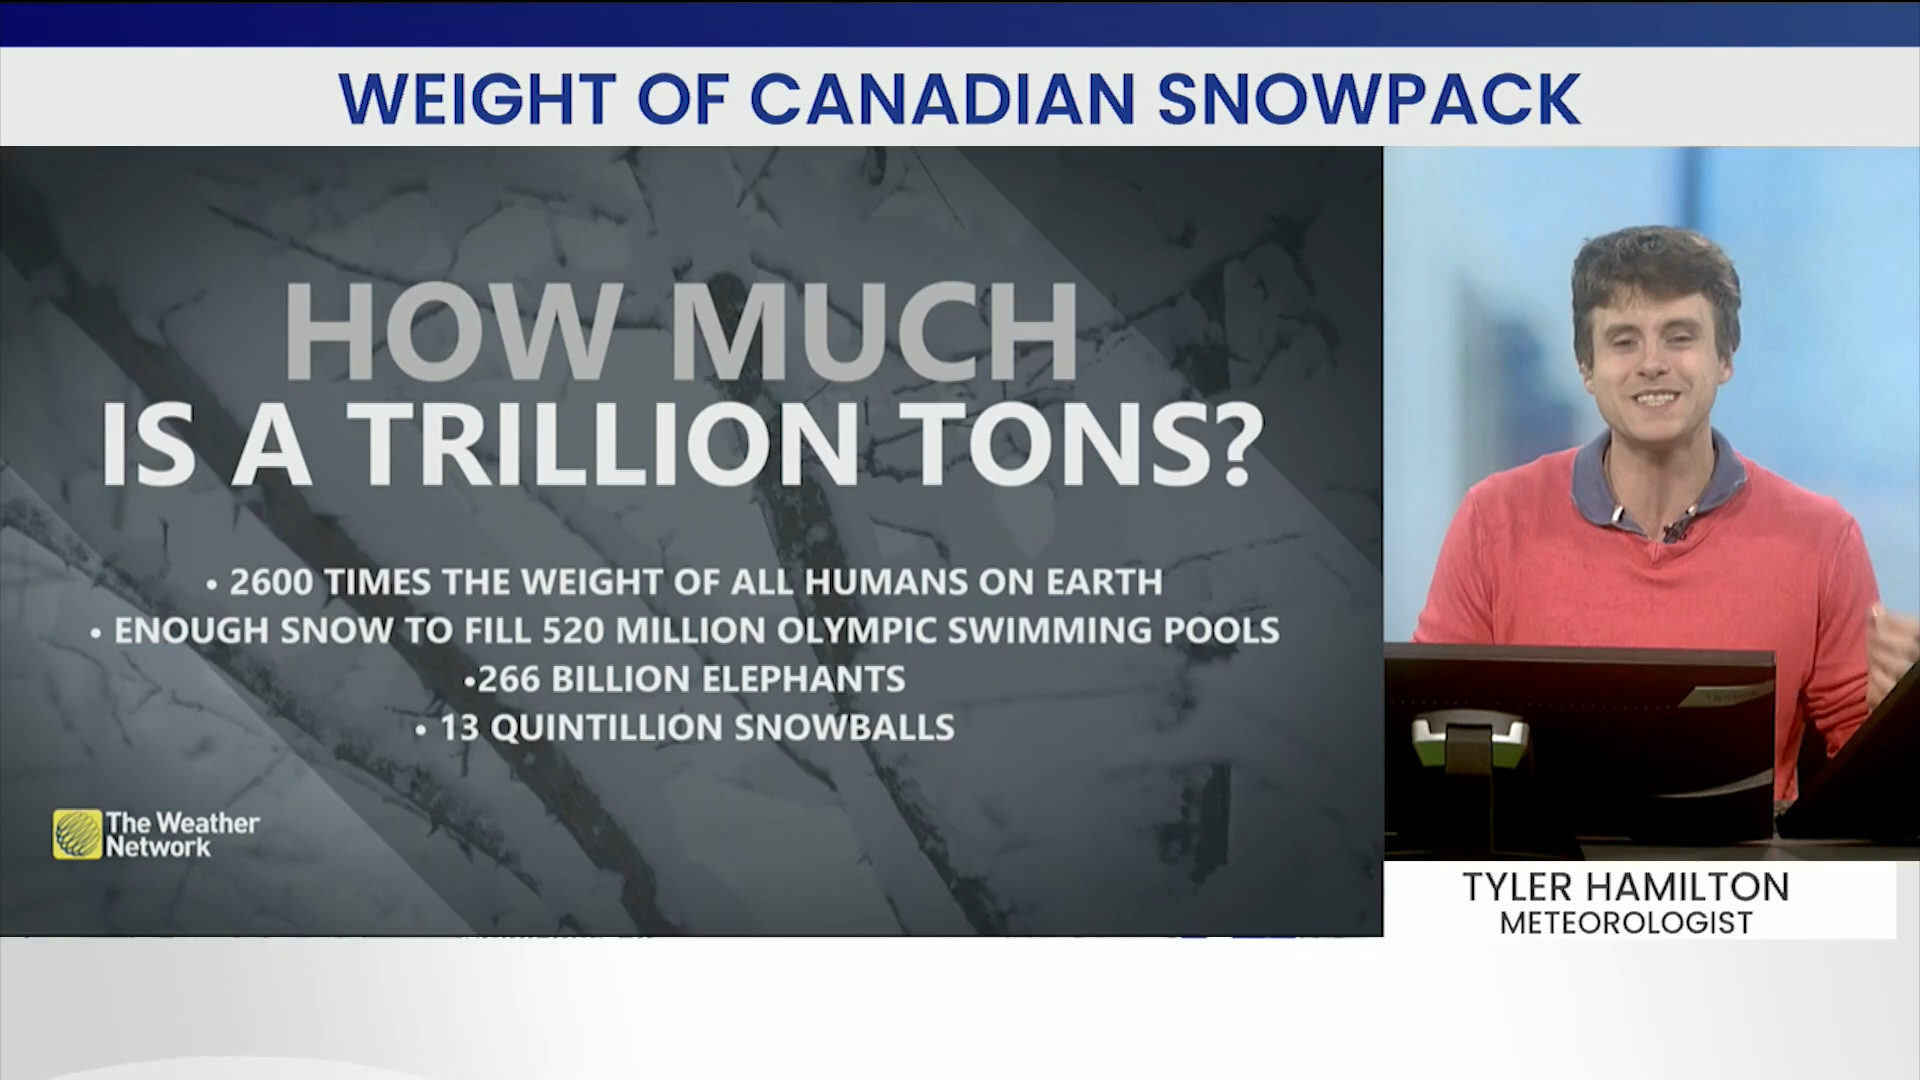 WEIGHT OF CANADIAN SNOWPACK
HOW MUCH
IS A TRILLION TONS?
• 2600 TIMES THE WEIGHT OF ALL HUMANS ON EARTH
• ENOUGH SNOW TO FILL 520 MILLION OLYMPIC SWIMMING POOLS
•266 BILLION ELEPHANTS
• 13 QUINTILLION SNOWBALLS
The Weather
Network
TYLER HAMILTON
METEOROLOGIST